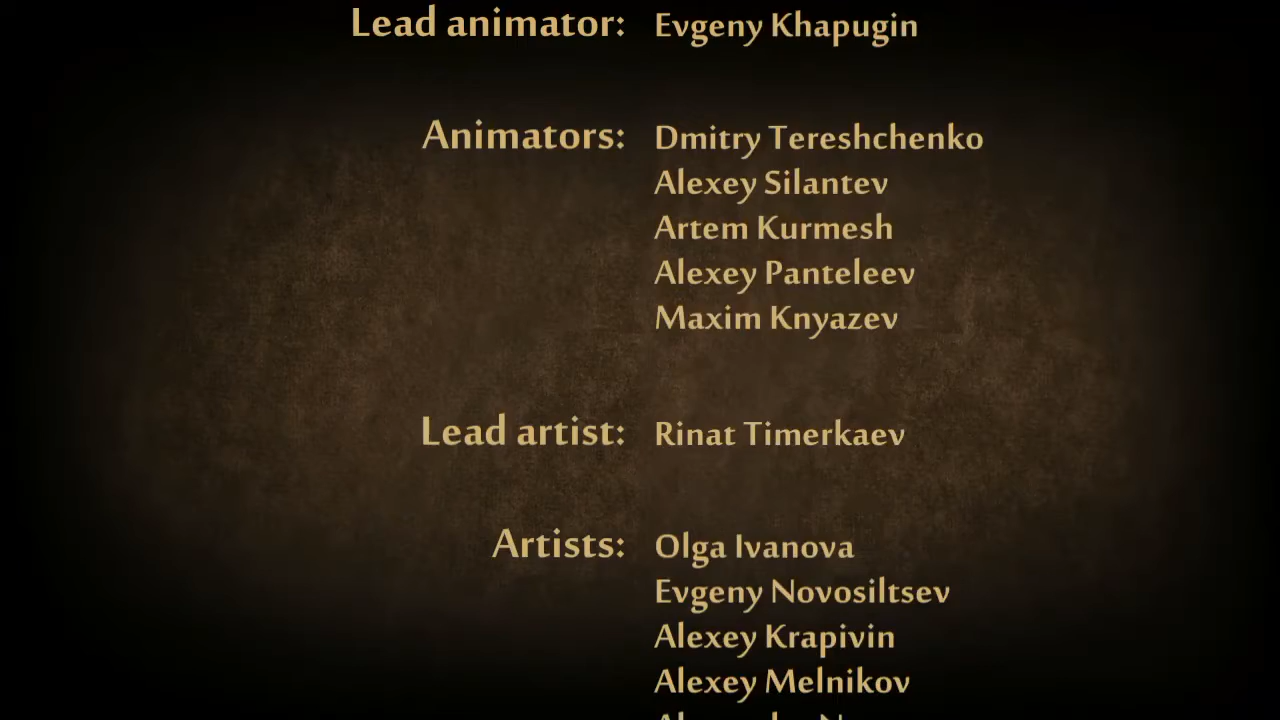 Lead animator: Evgeny Khapugin
Animators: Dmitry Tereshchenko
Alexey Silantev
Artem Kurmesh
Alexey Panteleev
Maxim Knyazev
Lead artist: Rinat Timerkaev
Artists: Olga Ivanova
Evgeny Novosiltsev
Alexey Krapivin
Alexey Melnikov